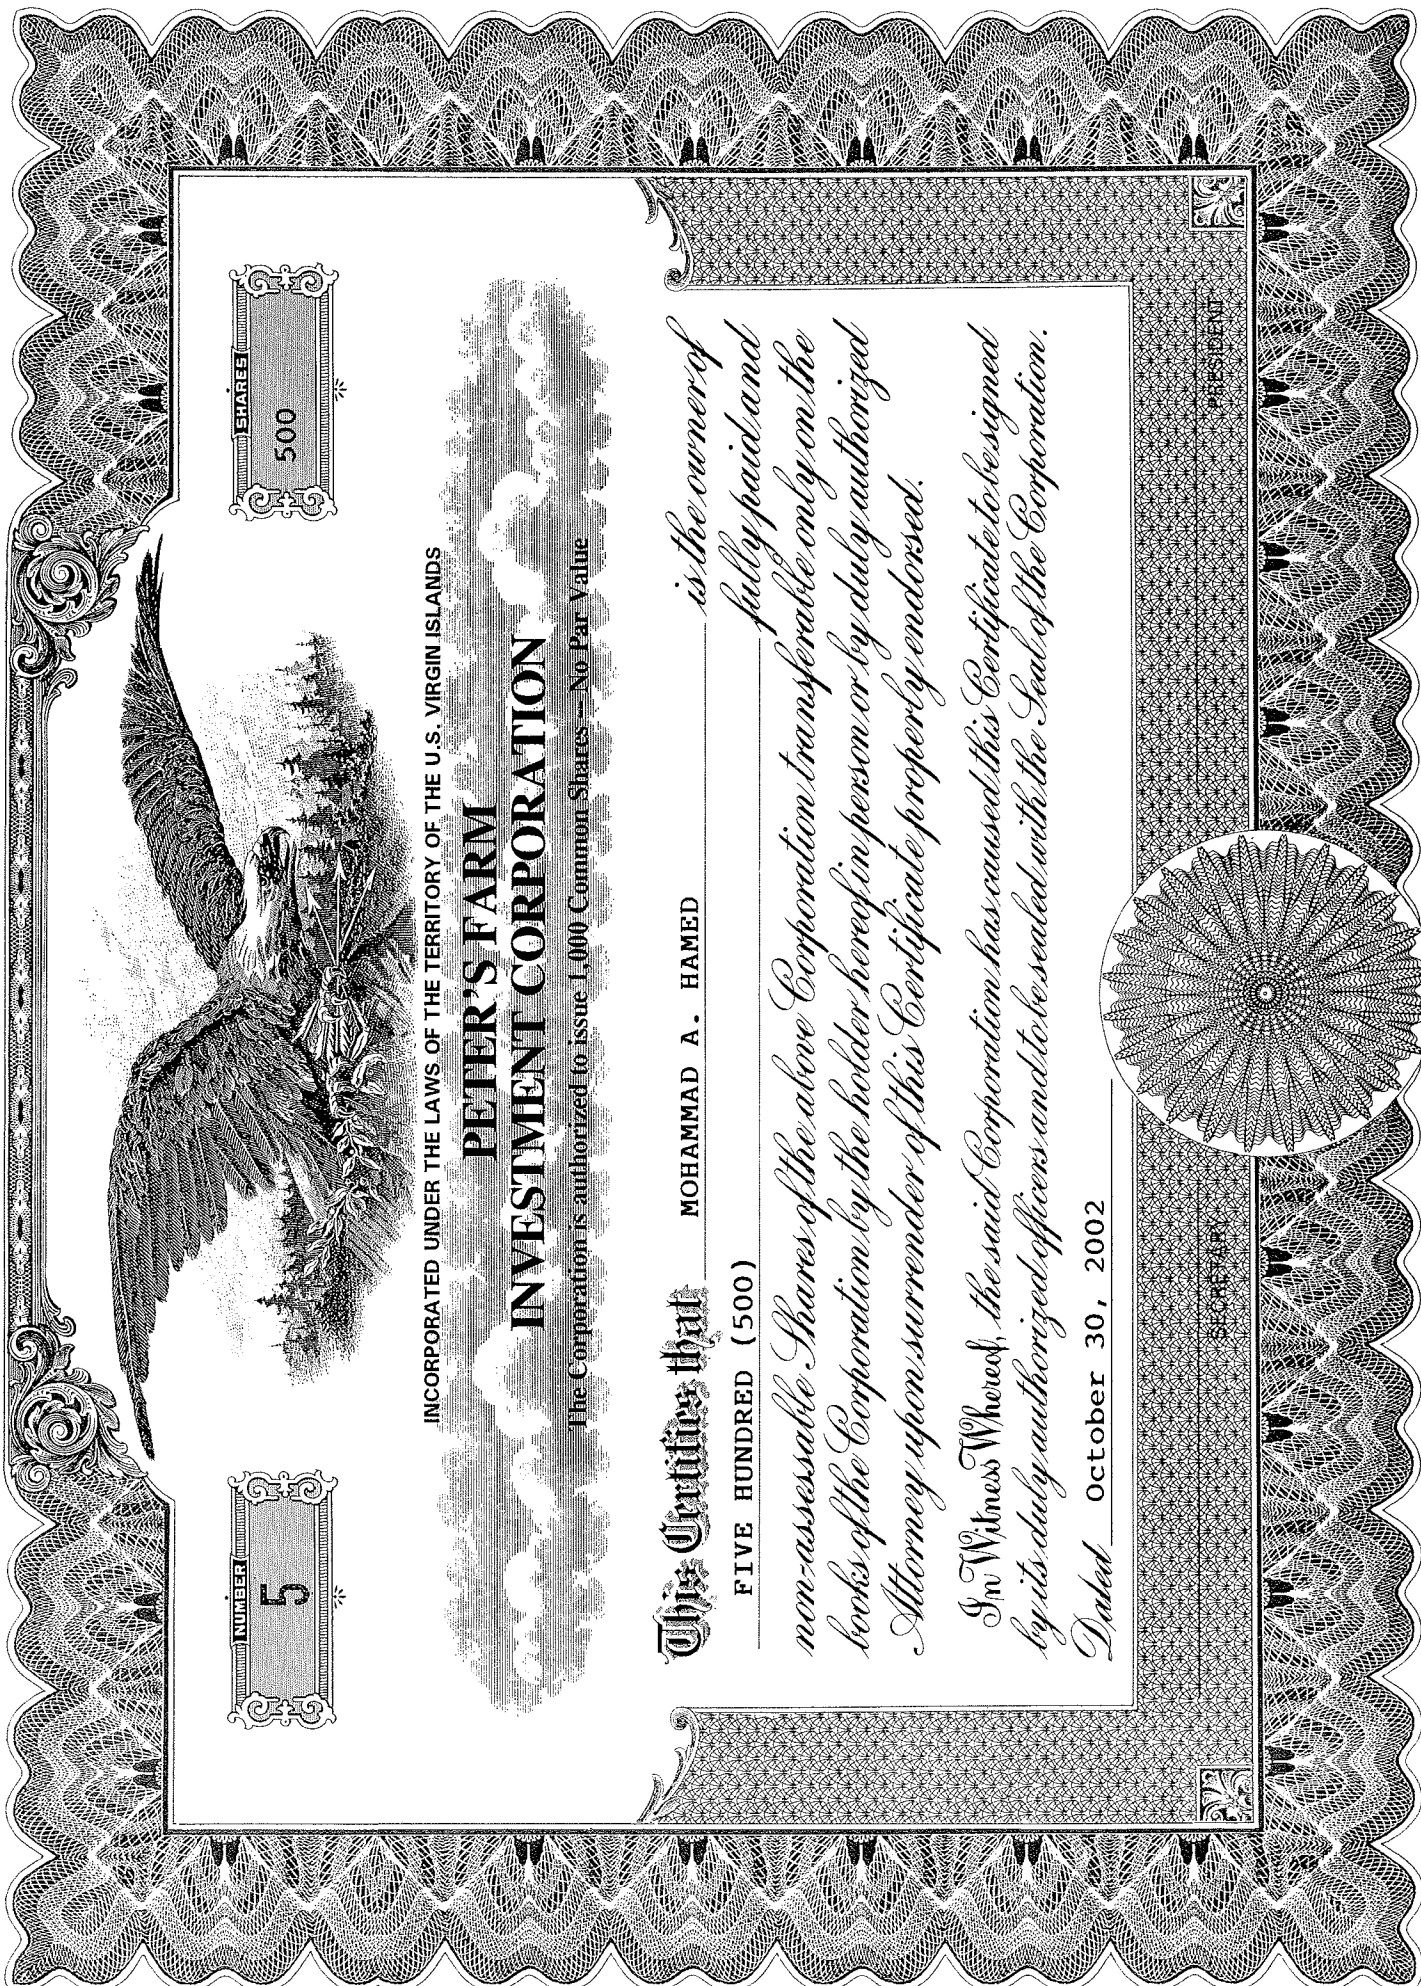 NUMBER
5
SHARES
500
INCORPORATED UNDER THE LAWS OF THE TERRITORY OF THE U.S. VIRGIN ISLANDS
PETER'S FARM
INVESTMENT CORPORATION
The Corporation is authorized to issue 1,000 Common Shares — No Par Value
This Certifies that MOHAMMAD A. HAMED is the owner of
FIVE HUNDRED (500) fully paid and
non-assessable Shares of the above Corporation transferable only on the
books of the Corporation by the holder hereof in person or by duly authorized
Attorney upon surrender of this Certificate properly endorsed.
In Witness Whereof, the said Corporation has caused this Certificate to be signed
by its duly authorized officers and to be sealed with the Seal of the Corporation.
Dated October 30, 2002
SECRETARY
PRESIDENT